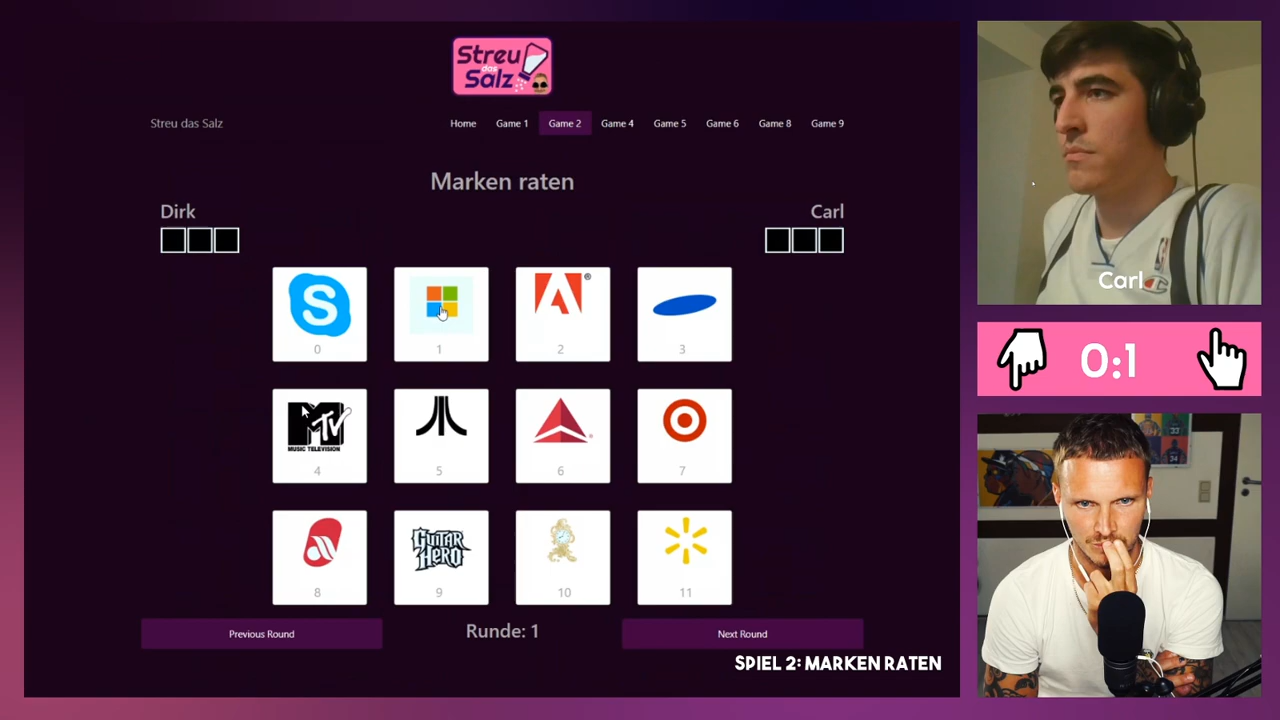 Streu
das
Salz
Streu das Salz
Home Game 1 Game 2 Game 4 Game 5 Game 6 Game 8 Game 9
Marken raten
Dirk
Carl
S
®
0
1
2
3
MTV
MUSIC TELEVISION
4
5
6
7
GUITAR
HERO
8
9
10
11
Previous Round
Runde: 1
Next Round
SPIEL 2: MARKEN RATEN
Carl
0:1